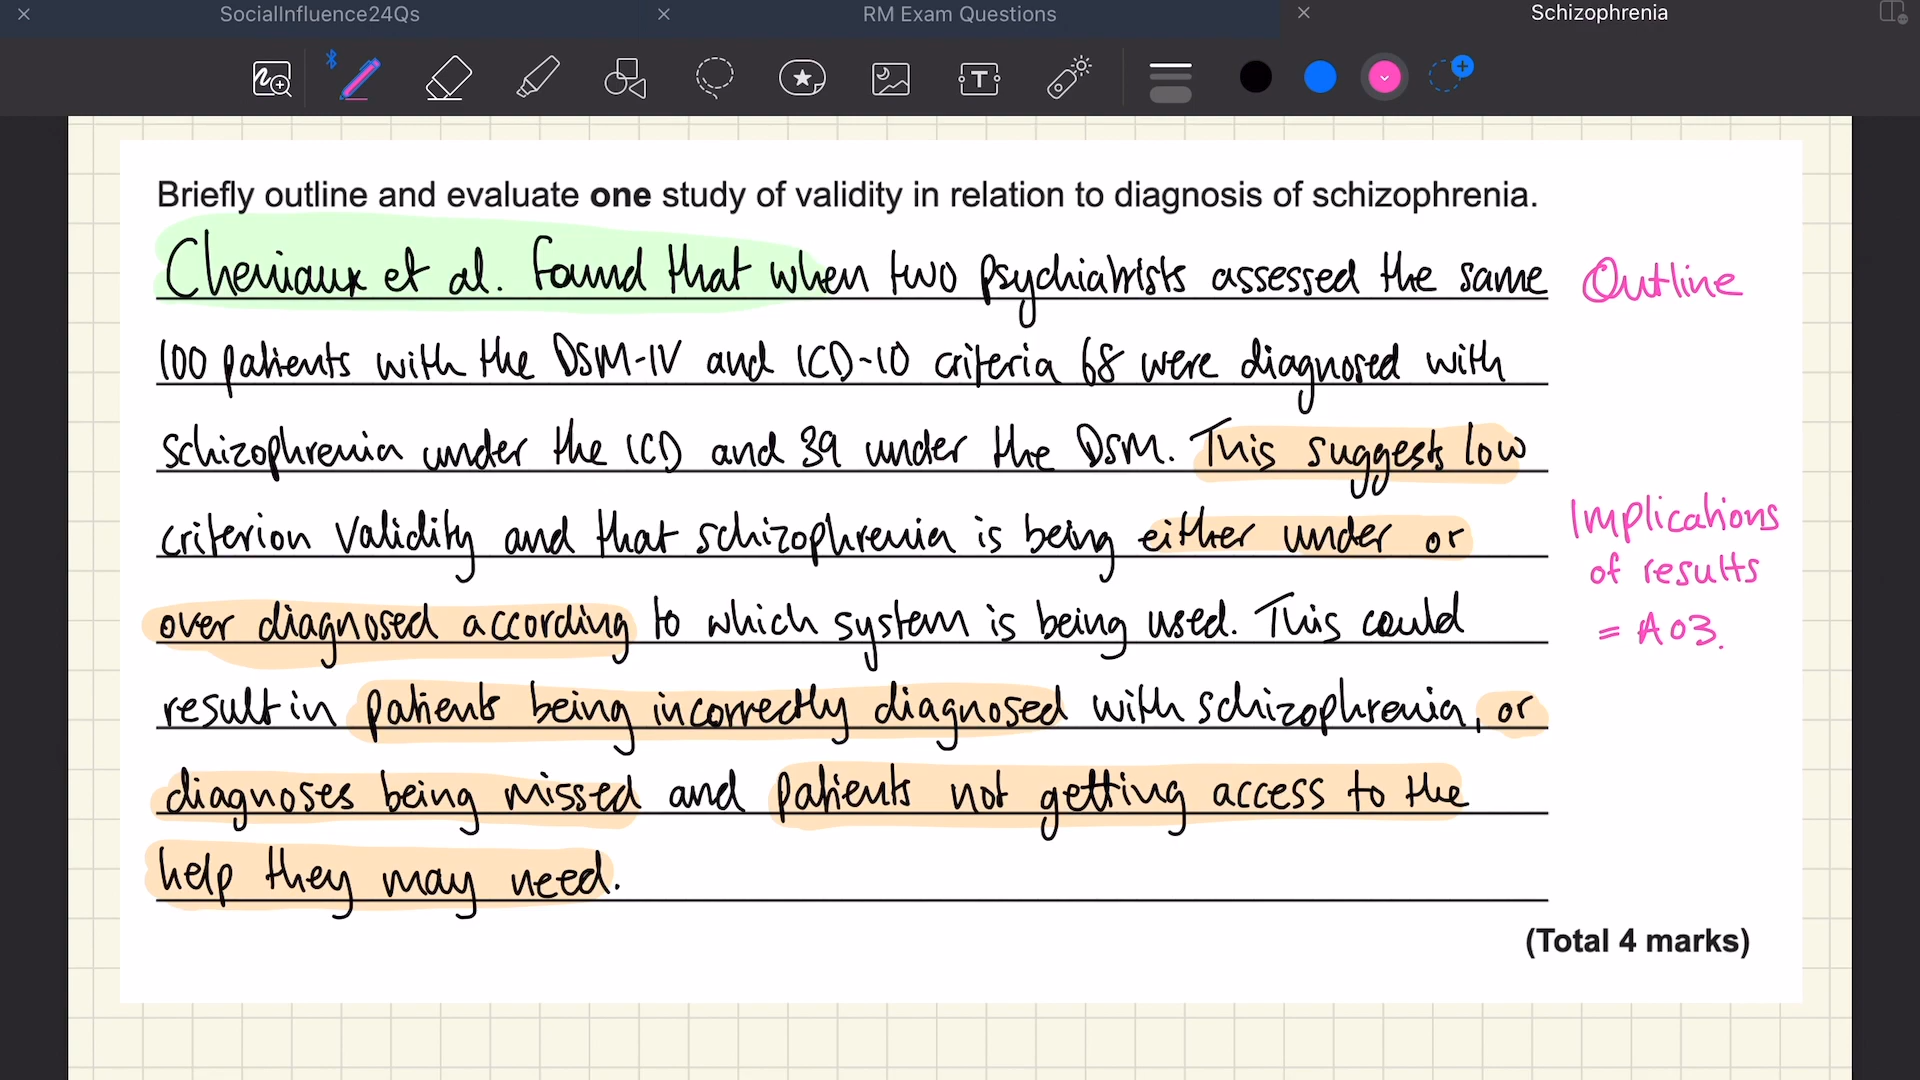 SocialInfluence24Qs
RM Exam Questions
Schizophrenia
Briefly outline and evaluate one study of validity in relation to diagnosis of schizophrenia.
Cheniaux et al. found that when two psychiatrists assessed the same
Outline
100 patients with the DSM-IV and ICD-10 criteria 68 were diagnosed with
schizophrenia under the ICD and 39 under the DSM. This suggests low
criterion validity and that schizophrenia is being either under or
Implications
of results
= AO3.
over diagnosed according to which system is being used. This could
result in patients being incorrectly diagnosed with schizophrenia, or
diagnoses being missed and patients not getting access to the
help they may need.
(Total 4 marks)